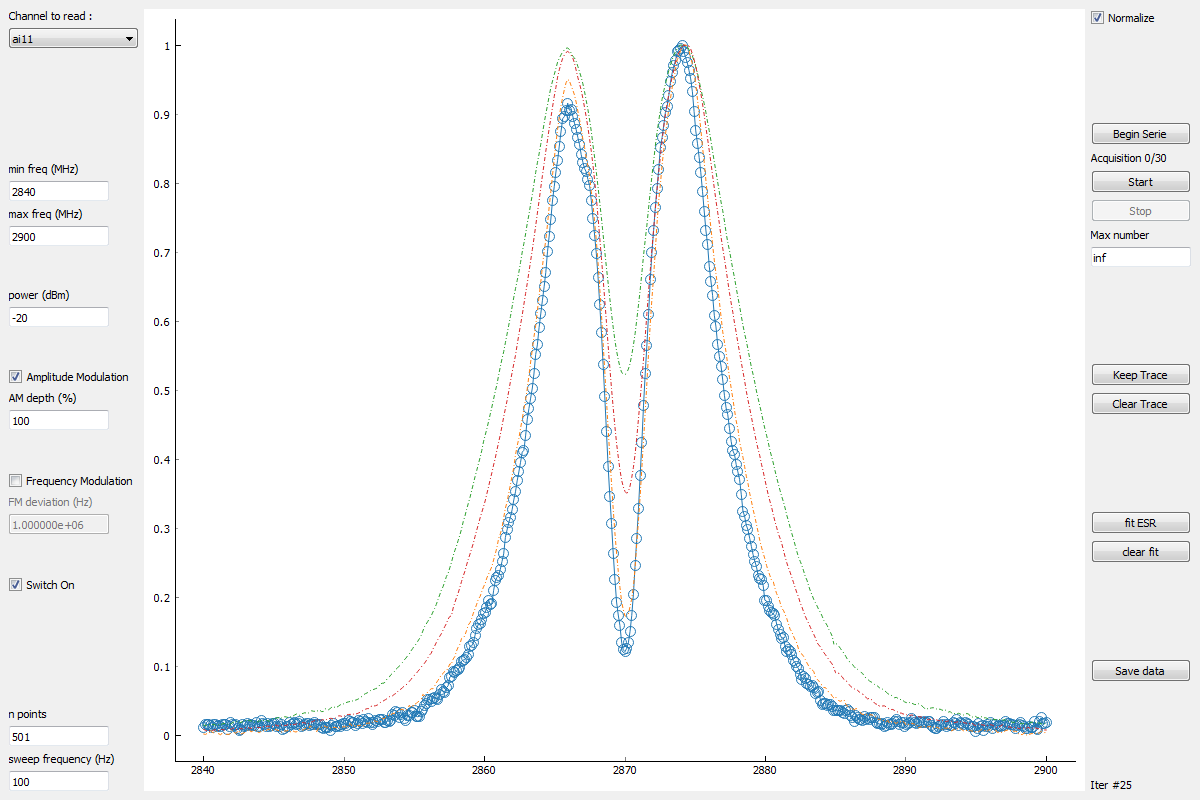 Channel to read :
ai11
min freq (MHz)
2840
max freq (MHz)
2900
power (dBm)
-20
Amplitude Modulation
AM depth (%)
100
Frequency Modulation
FM deviation (Hz)
1.000000e+06
Switch On
n points
501
sweep frequency (Hz)
100
1
0.9
0.8
0.7
0.6
0.5
0.4
0.3
0.2
0.1
0
2840 2850 2860 2870 2880 2890 2900
Normalize
Begin Serie
Acquisition 0/30
Start
Stop
Max number
inf
Keep Trace
Clear Trace
fit ESR
clear fit
Save data
Iter #25